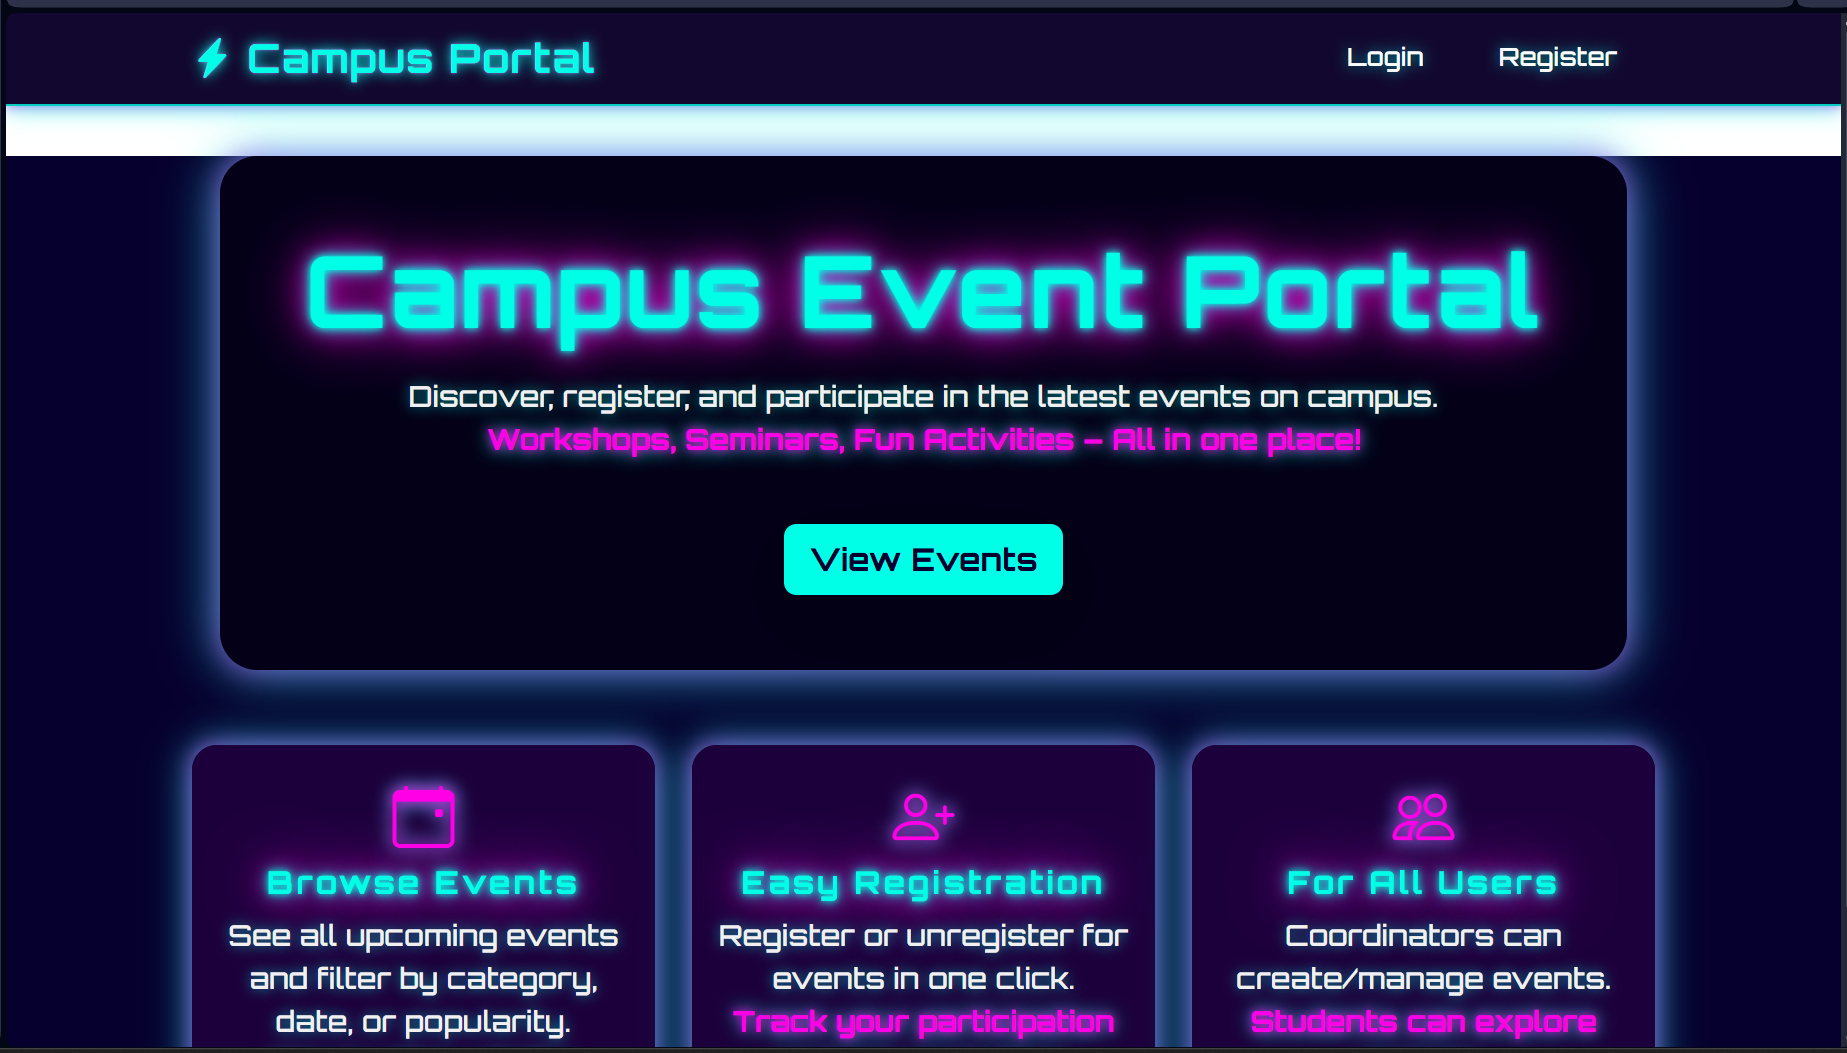 Campus Portal
Login
Register
Campus Event Portal
Discover, register, and participate in the latest events on campus.
Workshops, Seminars, Fun Activities – All in one place!
View Events
Browse Events
See all upcoming events
and filter by category,
date, or popularity.
Easy Registration
Register or unregister for
events in one click.
Track your participation
For All Users
Coordinators can
create/manage events.
Students can explore